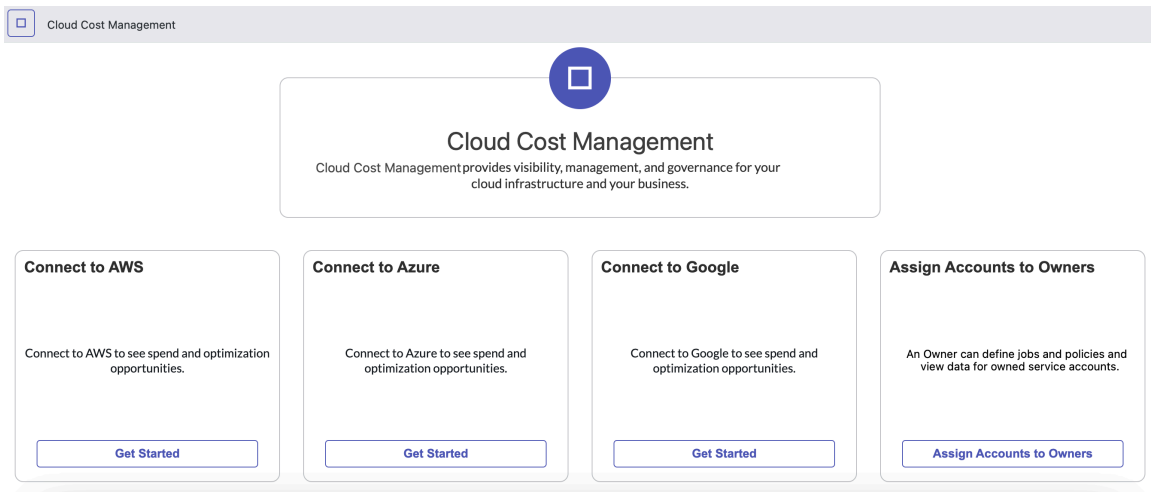 Cloud Cost Management
Cloud Cost Management
Cloud Cost Management provides visibility, management, and governance for your
cloud infrastructure and your business.
Connect to AWS
Connect to AWS to see spend and optimization
opportunities.
Get Started
Connect to Azure
Connect to Azure to see spend and
optimization opportunities.
Get Started
Connect to Google
Connect to Google to see spend and
optimization opportunities.
Get Started
Assign Accounts to Owners
An Owner can define jobs and policies and
view data for owned service accounts.
Assign Accounts to Owners